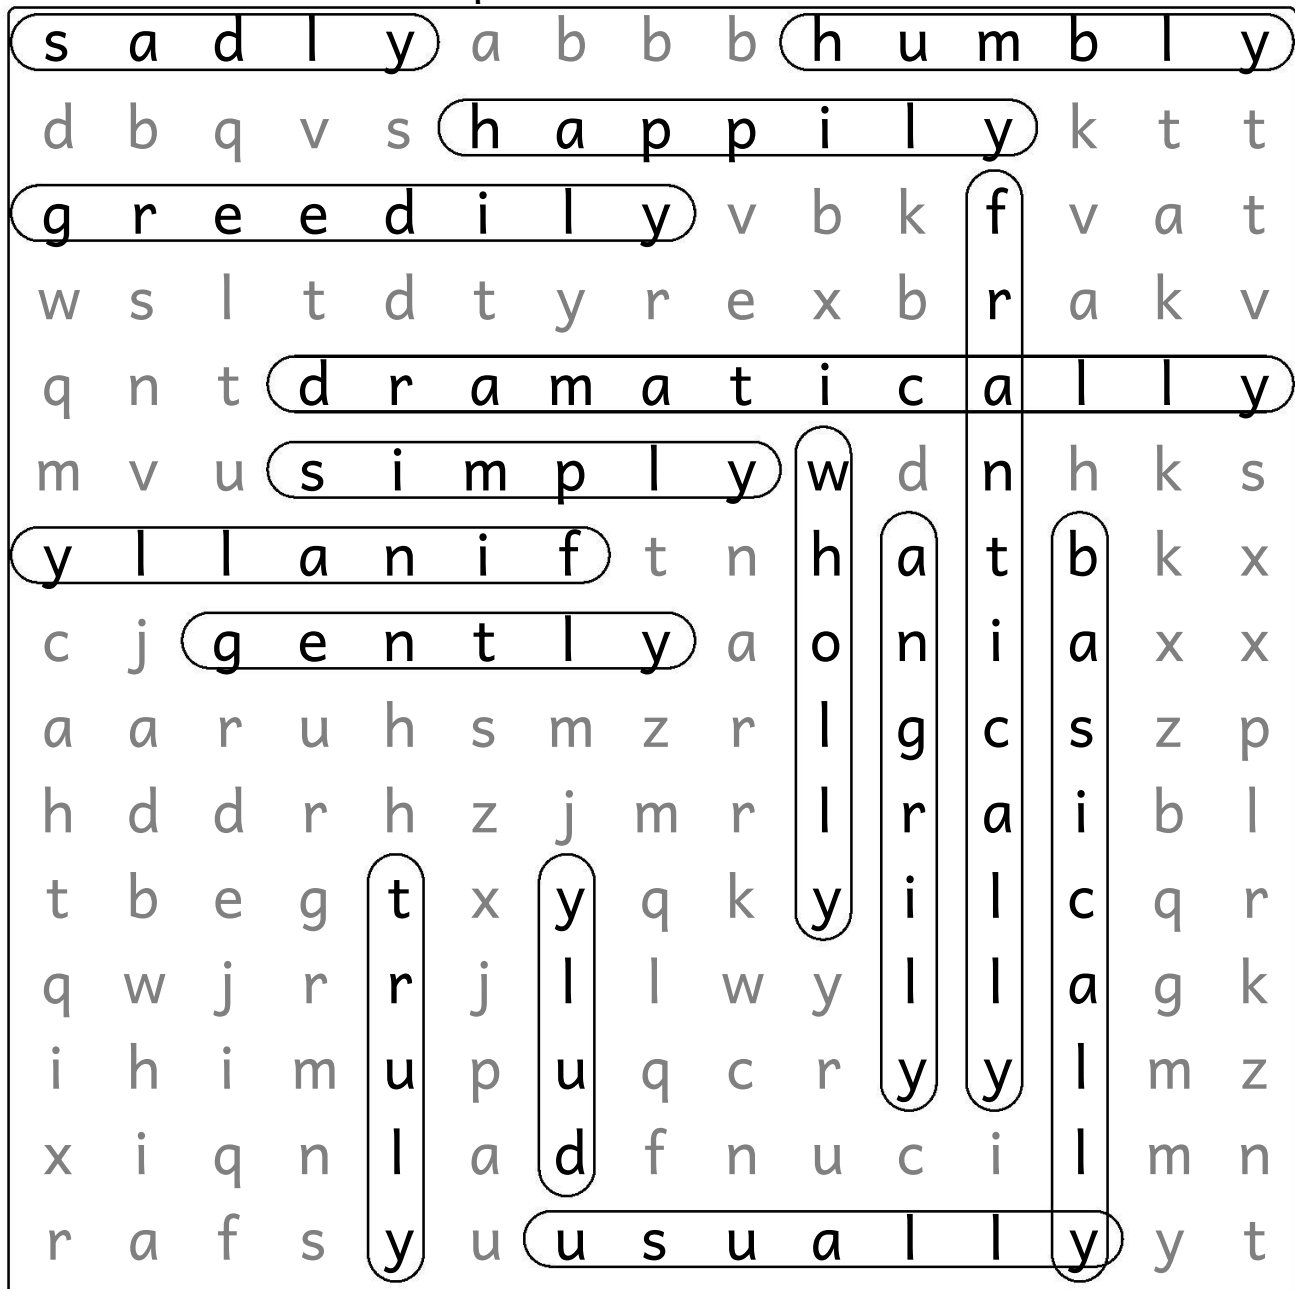 s a d l y a b b b h u m b l y
d b q v s h a p p i l y k t t
g r e e d i l y v b k f v a t
w s l t d t y r e x b r a k v
q n t d r a m a t i c a l l y
m v u s i m p l y w d n h k s
y l l a n i f t n h a t b k x
c j g e n t l y a o n i a x x
a a r u h s m z r l g c s z p
h d d r h z j m r l r a i b l
t b e g t x y q k y i l c q r
q w j r r j l l w y l l a g k
i h i m u p u q c r y y l m z
x i q n l a d f n u c i l m n
r a f s y u u s u a l l y y t